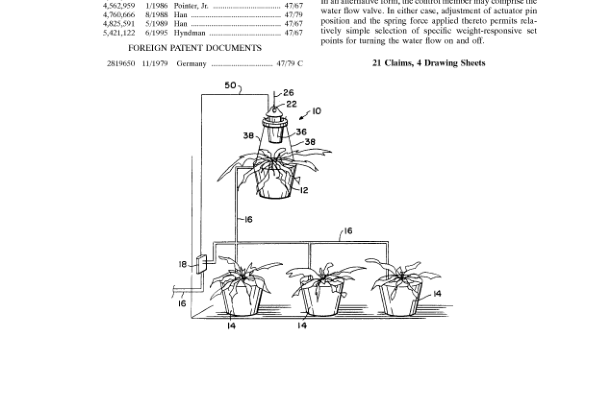 4,562,959 1/1986 Pointer, Jr. ........................ 47/67
4,760,666 8/1988 Han .................................. 47/79
4,825,591 5/1989 Han .................................. 47/67
5,421,122 6/1995 Hyndman .......................... 47/67
FOREIGN PATENT DOCUMENTS
2819650 11/1979 Germany ......................... 47/79 C
in an alternative form, the control member may comprise the
water flow valve. In either case, adjustment of actuator pin
position and the spring force applied thereto permits rela-
tively simple selection of specific weight-responsive set
points for turning the water flow on and off.
21 Claims, 4 Drawing Sheets
50
26
22
10
38
36
38
12
16
16
18
16
14
14
14